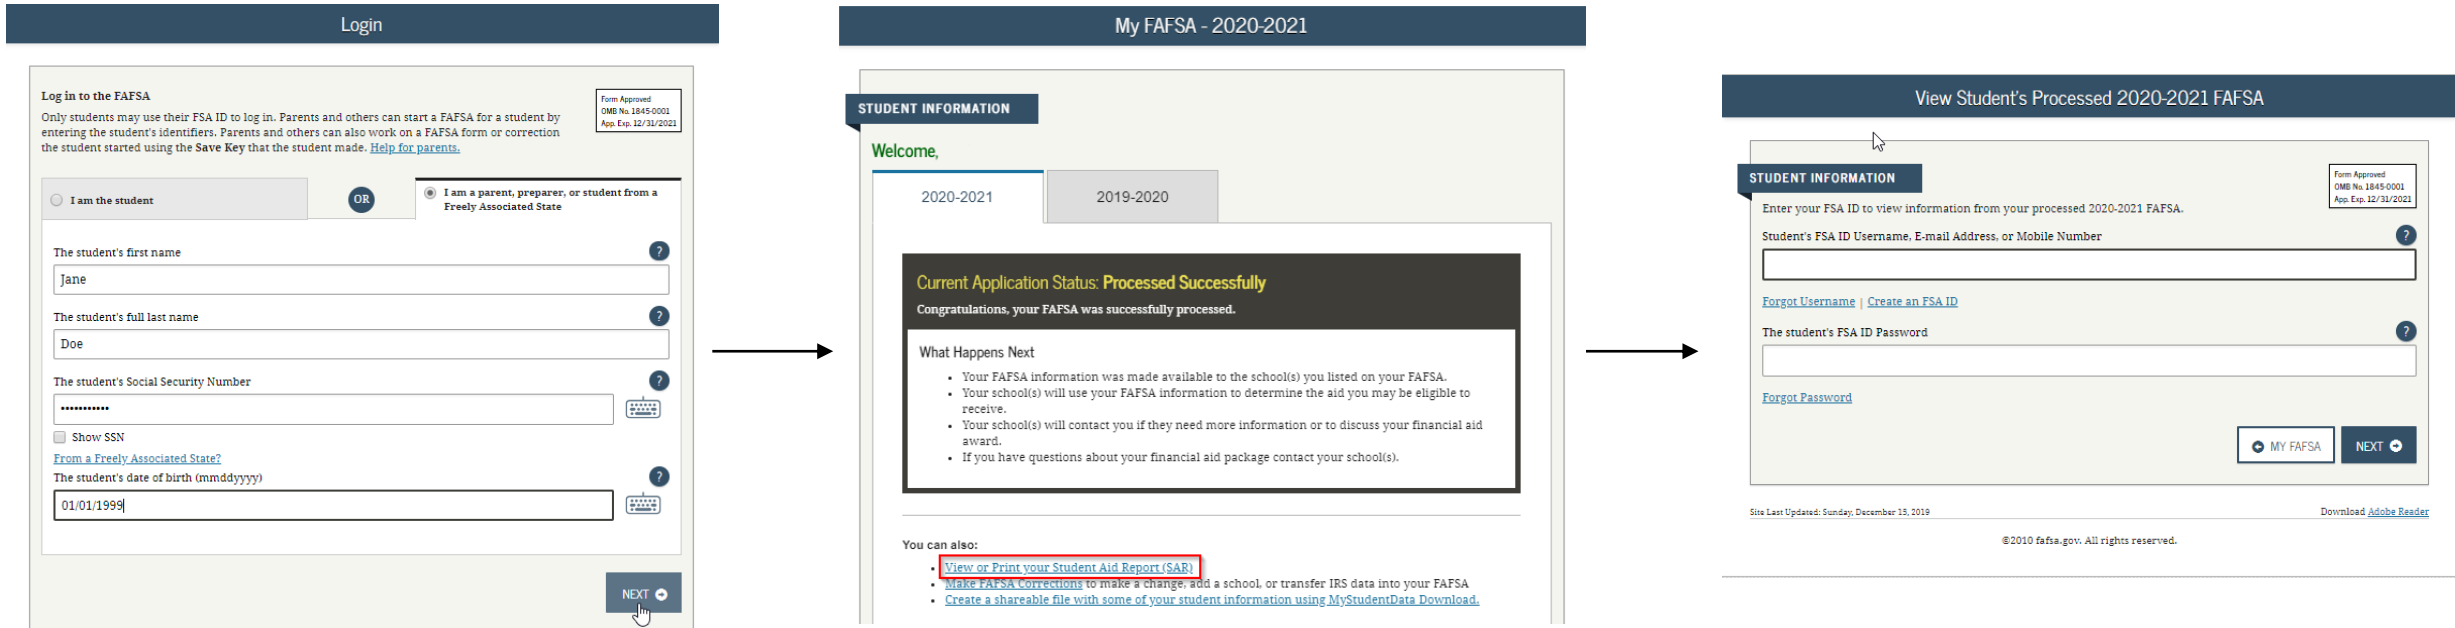 Login
Log in to the FAFSA
Form Approved
OMB No. 1845-0001
App. Exp. 12/31/2021
Only students may use their FSA ID to log in. Parents and others can start a FAFSA for a student by
entering the student's identifiers. Parents and others can also work on a FAFSA form or correction
the student started using the Save Key that the student made. Help for parents.
I am the student
OR
I am a parent, preparer, or student from a
Freely Associated State
The student's first name
?
Jane
The student's full last name
?
Doe
The student's Social Security Number
?
•••••••••••
Show SSN
From a Freely Associated State?
The student's date of birth (mmddyyyy)
?
01/01/1999
NEXT
My FAFSA - 2020-2021
STUDENT INFORMATION
Welcome,
2020-2021
2019-2020
Current Application Status: Processed Successfully
Congratulations, your FAFSA was successfully processed.
What Happens Next
• Your FAFSA information was made available to the school(s) you listed on your FAFSA.
• Your school(s) will use your FAFSA information to determine the aid you may be eligible to
receive.
• Your school(s) will contact you if they need more information or to discuss your financial aid
award.
• If you have questions about your financial aid package contact your school(s).
You can also:
• View or Print your Student Aid Report (SAR)
• Make FAFSA Corrections to make a change, add a school, or transfer IRS data into your FAFSA
• Create a shareable file with some of your student information using MyStudentData Download.
View Student's Processed 2020-2021 FAFSA
STUDENT INFORMATION
Form Approved
OMB No. 1845-0001
App. Exp. 12/31/2021
Enter your FSA ID to view information from your processed 2020-2021 FAFSA.
Student's FSA ID Username, E-mail Address, or Mobile Number
?
Forgot Username | Create an FSA ID
The student's FSA ID Password
?
Forgot Password
MY FAFSA
NEXT
Site Last Updated: Sunday, December 15, 2019
Download Adobe Reader
©2010 fafsa.gov. All rights reserved.